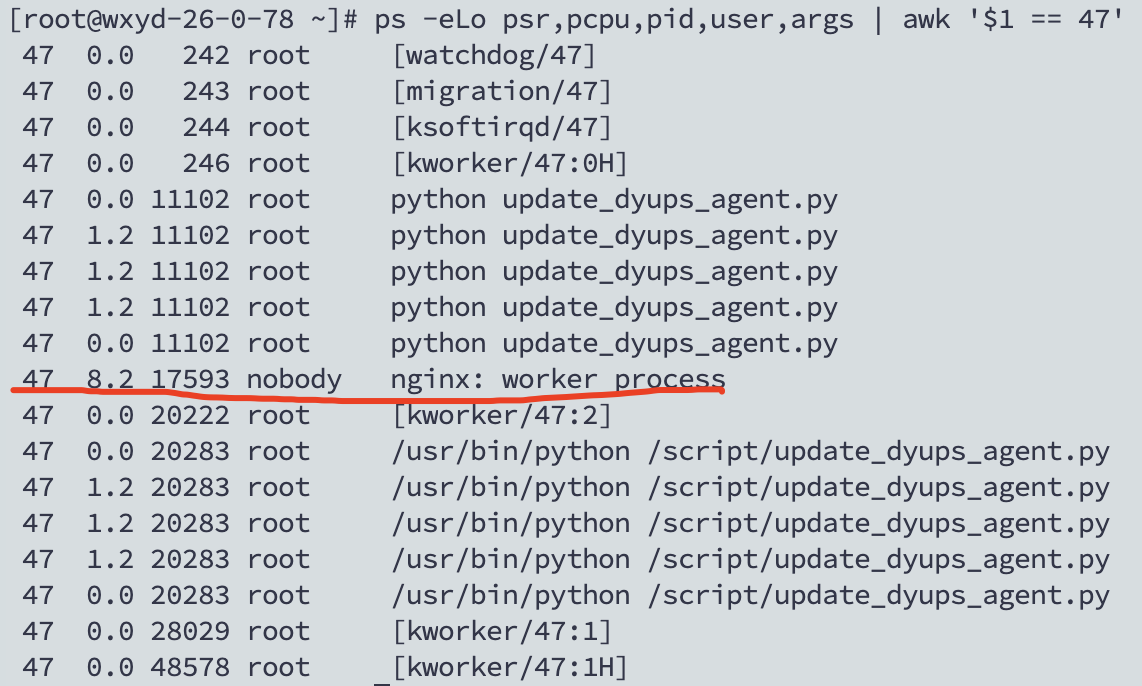 [root@wxyd-26-0-78 ~]# ps -eLo psr,pcpu,pid,user,args | awk '$1 == 47'
47 0.0 242 root [watchdog/47]
47 0.0 243 root [migration/47]
47 0.0 244 root [ksoftirqd/47]
47 0.0 246 root [kworker/47:0H]
47 0.0 11102 root python update_dyups_agent.py
47 1.2 11102 root python update_dyups_agent.py
47 1.2 11102 root python update_dyups_agent.py
47 1.2 11102 root python update_dyups_agent.py
47 0.0 11102 root python update_dyups_agent.py
47 8.2 17593 nobody nginx: worker process
47 0.0 20222 root [kworker/47:2]
47 0.0 20283 root /usr/bin/python /script/update_dyups_agent.py
47 1.2 20283 root /usr/bin/python /script/update_dyups_agent.py
47 1.2 20283 root /usr/bin/python /script/update_dyups_agent.py
47 1.2 20283 root /usr/bin/python /script/update_dyups_agent.py
47 0.0 20283 root /usr/bin/python /script/update_dyups_agent.py
47 0.0 28029 root [kworker/47:1]
47 0.0 48578 root [kworker/47:1H]